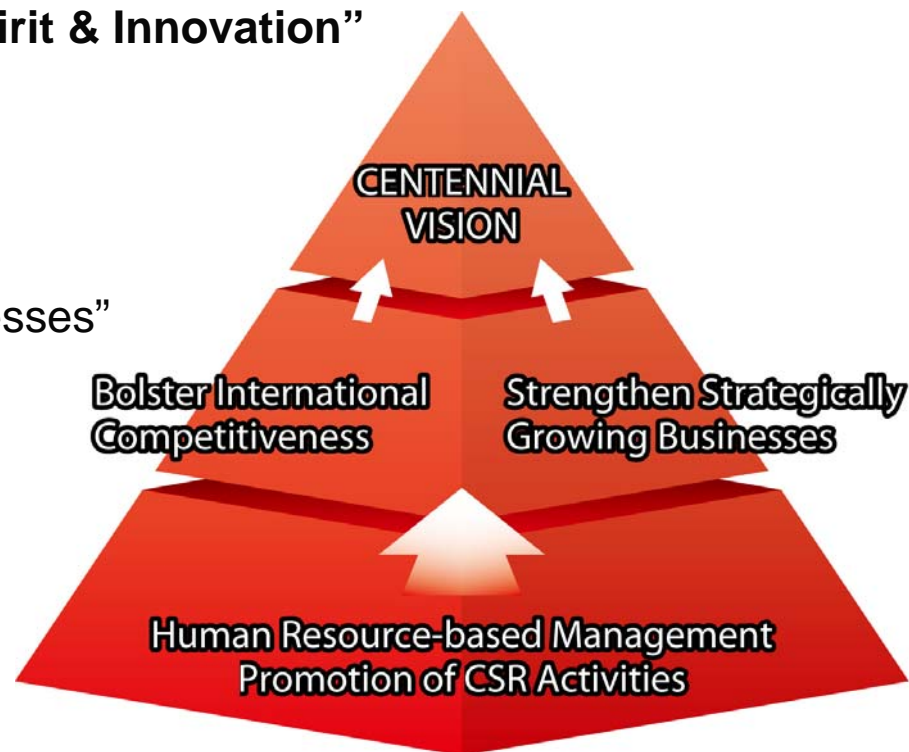 irit & Innovation”
CENTENNIAL
VISION
esses”
Bolster International
Competitiveness
Strengthen Strategically
Growing Businesses
Human Resource-based Management
Promotion of CSR Activities